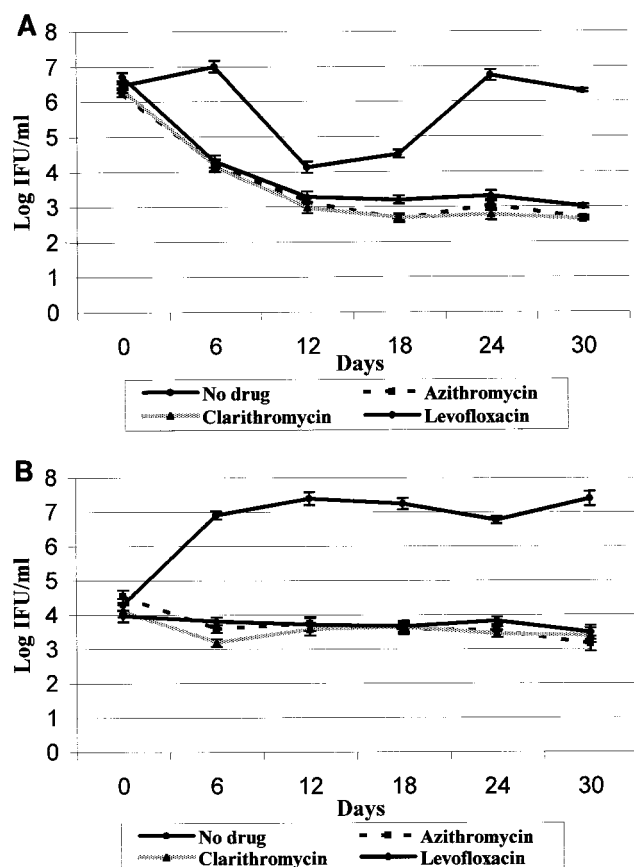 A
8
7
6
5
4
3
2
1
0
Log IFU/ml
0 6 12 18 24 30
Days
No drug Azithromycin
Clarithromycin Levofloxacin
B
8
7
6
5
4
3
2
1
0
Log IFU/ml
0 6 12 18 24 30
Days
No drug Azithromycin
Clarithromycin Levofloxacin